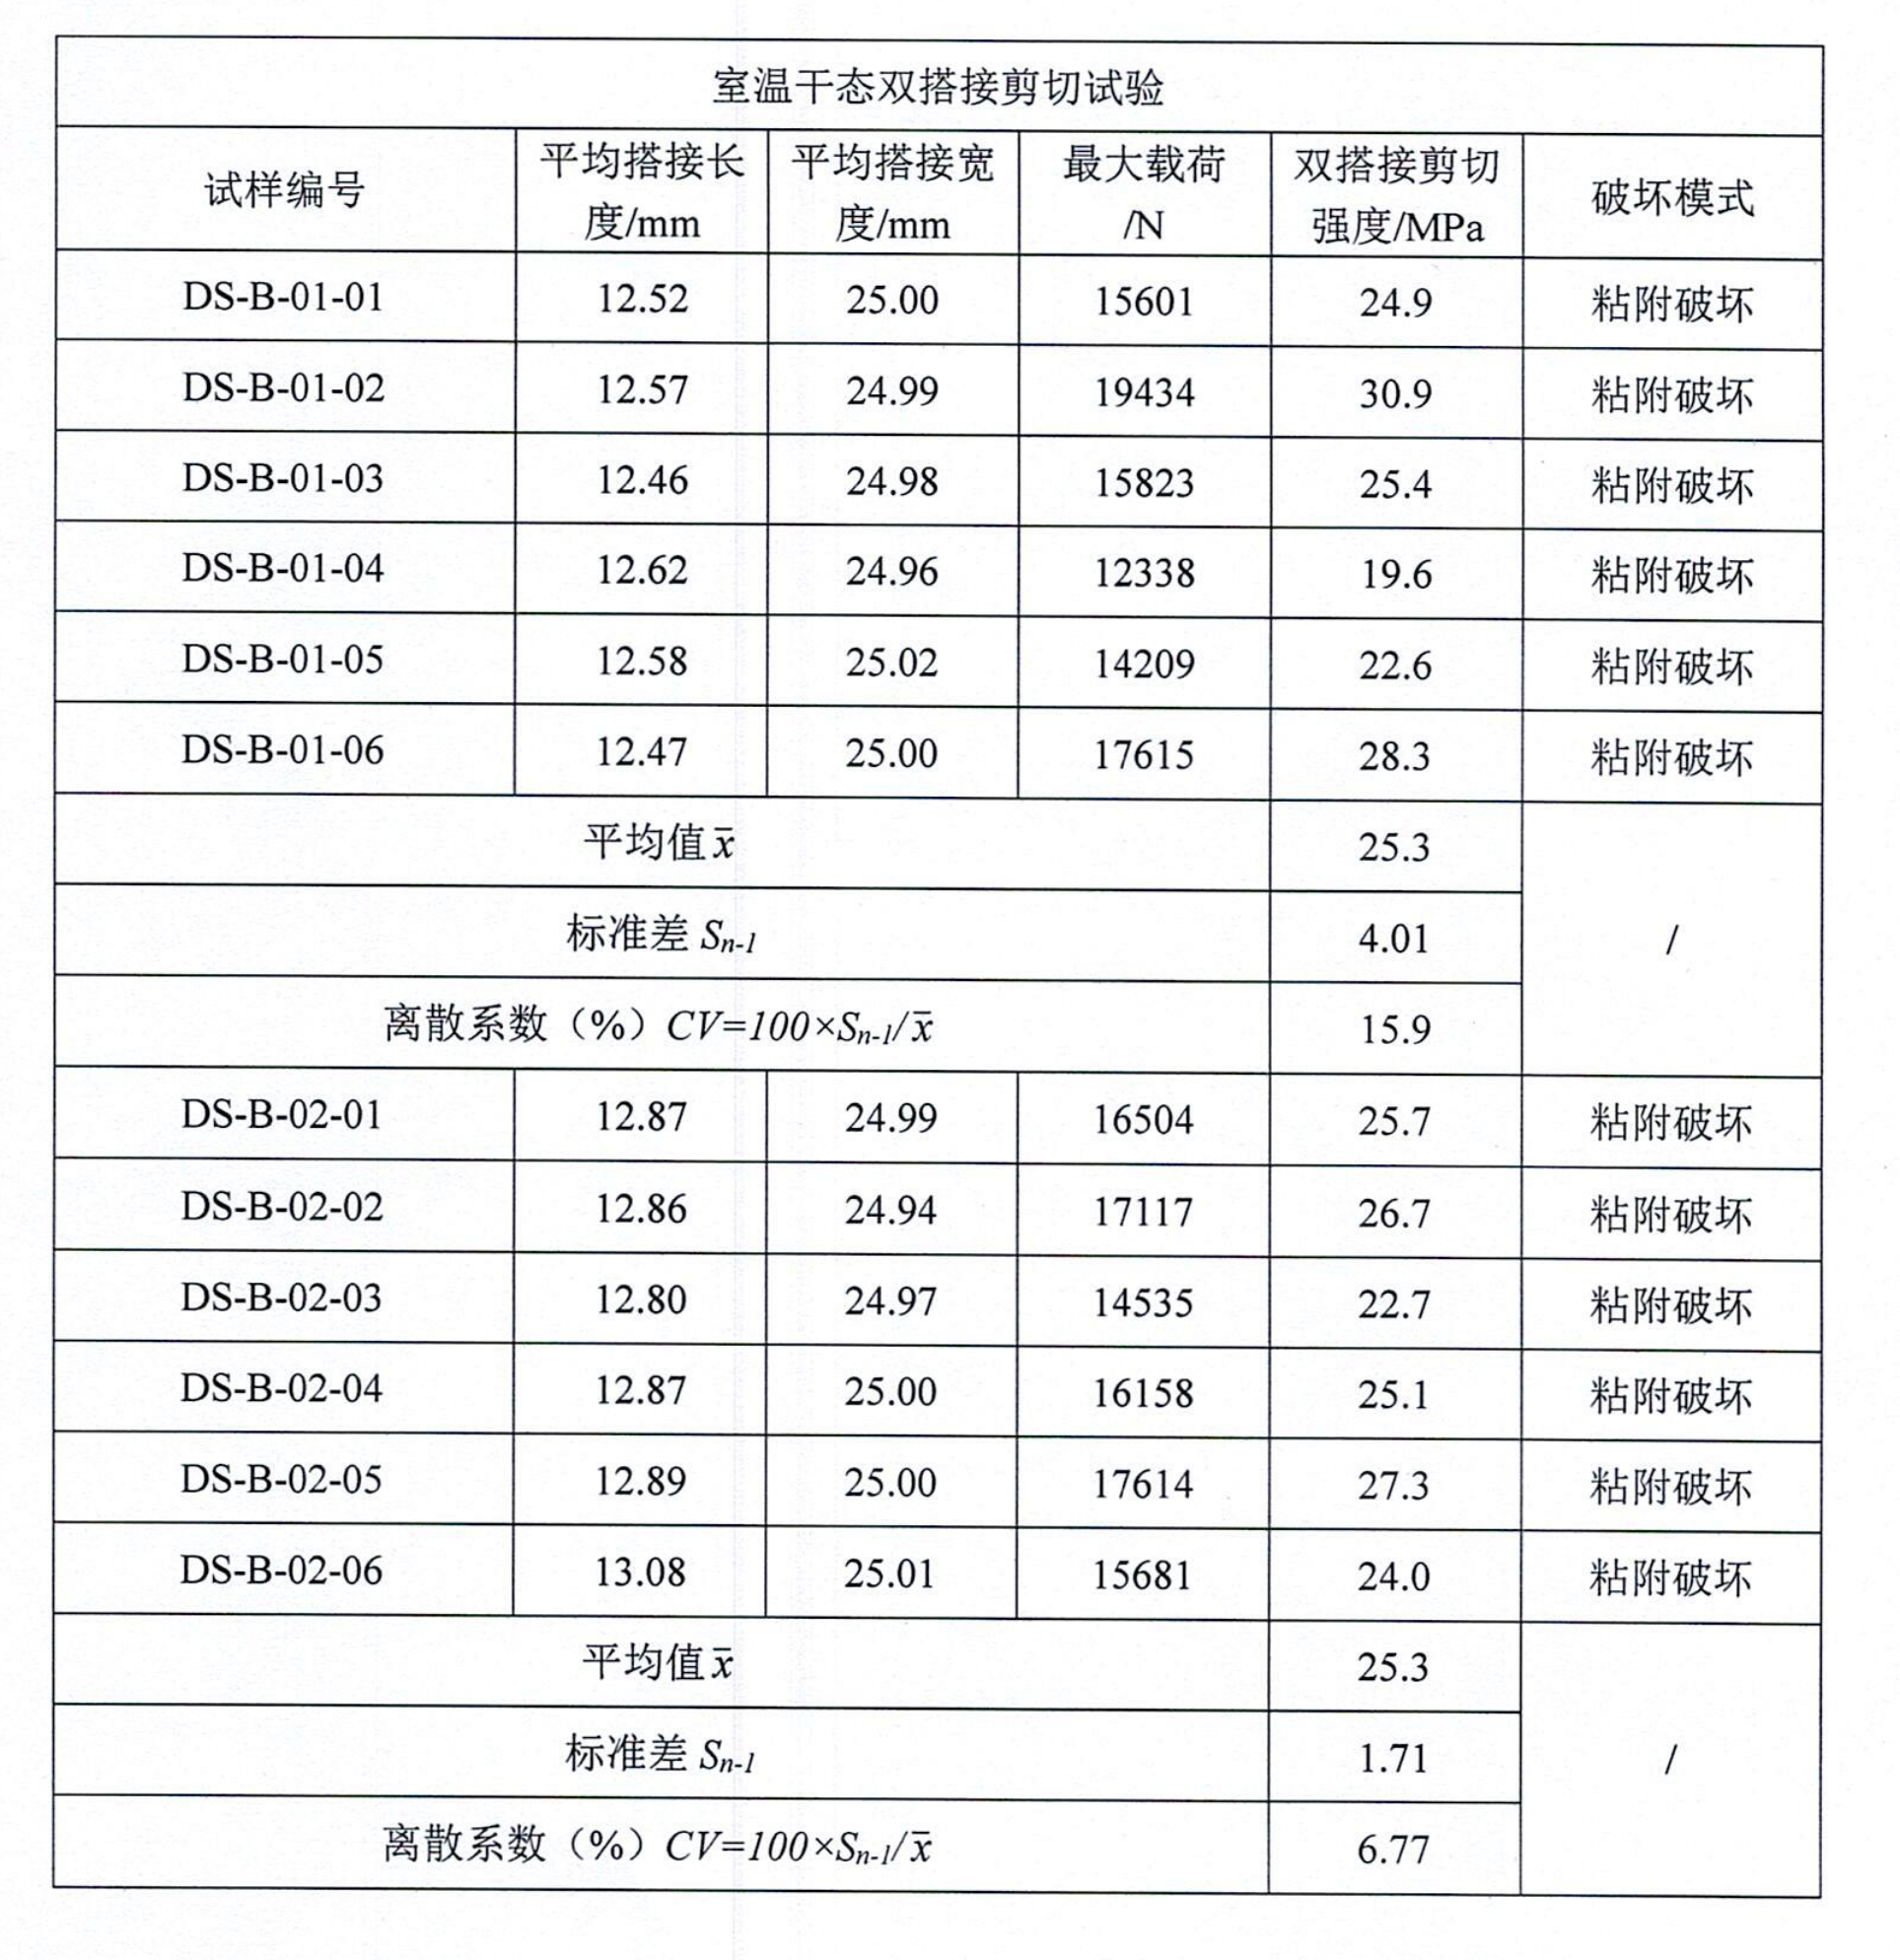 室温干态双搭接剪切试验
试样编号 平均搭接长度/mm 平均搭接宽度/mm 最大载荷/N 双搭接剪切强度/MPa 破坏模式
DS-B-01-01 12.52 25.00 15601 24.9 粘附破坏
DS-B-01-02 12.57 24.99 19434 30.9 粘附破坏
DS-B-01-03 12.46 24.98 15823 25.4 粘附破坏
DS-B-01-04 12.62 24.96 12338 19.6 粘附破坏
DS-B-01-05 12.58 25.02 14209 22.6 粘附破坏
DS-B-01-06 12.47 25.00 17615 28.3 粘附破坏
平均值 x̄ 25.3
标准差 Sn-1 4.01 /
离散系数（%）CV=100×Sn-1/x̄ 15.9
DS-B-02-01 12.87 24.99 16504 25.7 粘附破坏
DS-B-02-02 12.86 24.94 17117 26.7 粘附破坏
DS-B-02-03 12.80 24.97 14535 22.7 粘附破坏
DS-B-02-04 12.87 25.00 16158 25.1 粘附破坏
DS-B-02-05 12.89 25.00 17614 27.3 粘附破坏
DS-B-02-06 13.08 25.01 15681 24.0 粘附破坏
平均值 x̄ 25.3
标准差 Sn-1 1.71 /
离散系数（%）CV=100×Sn-1/x̄ 6.77